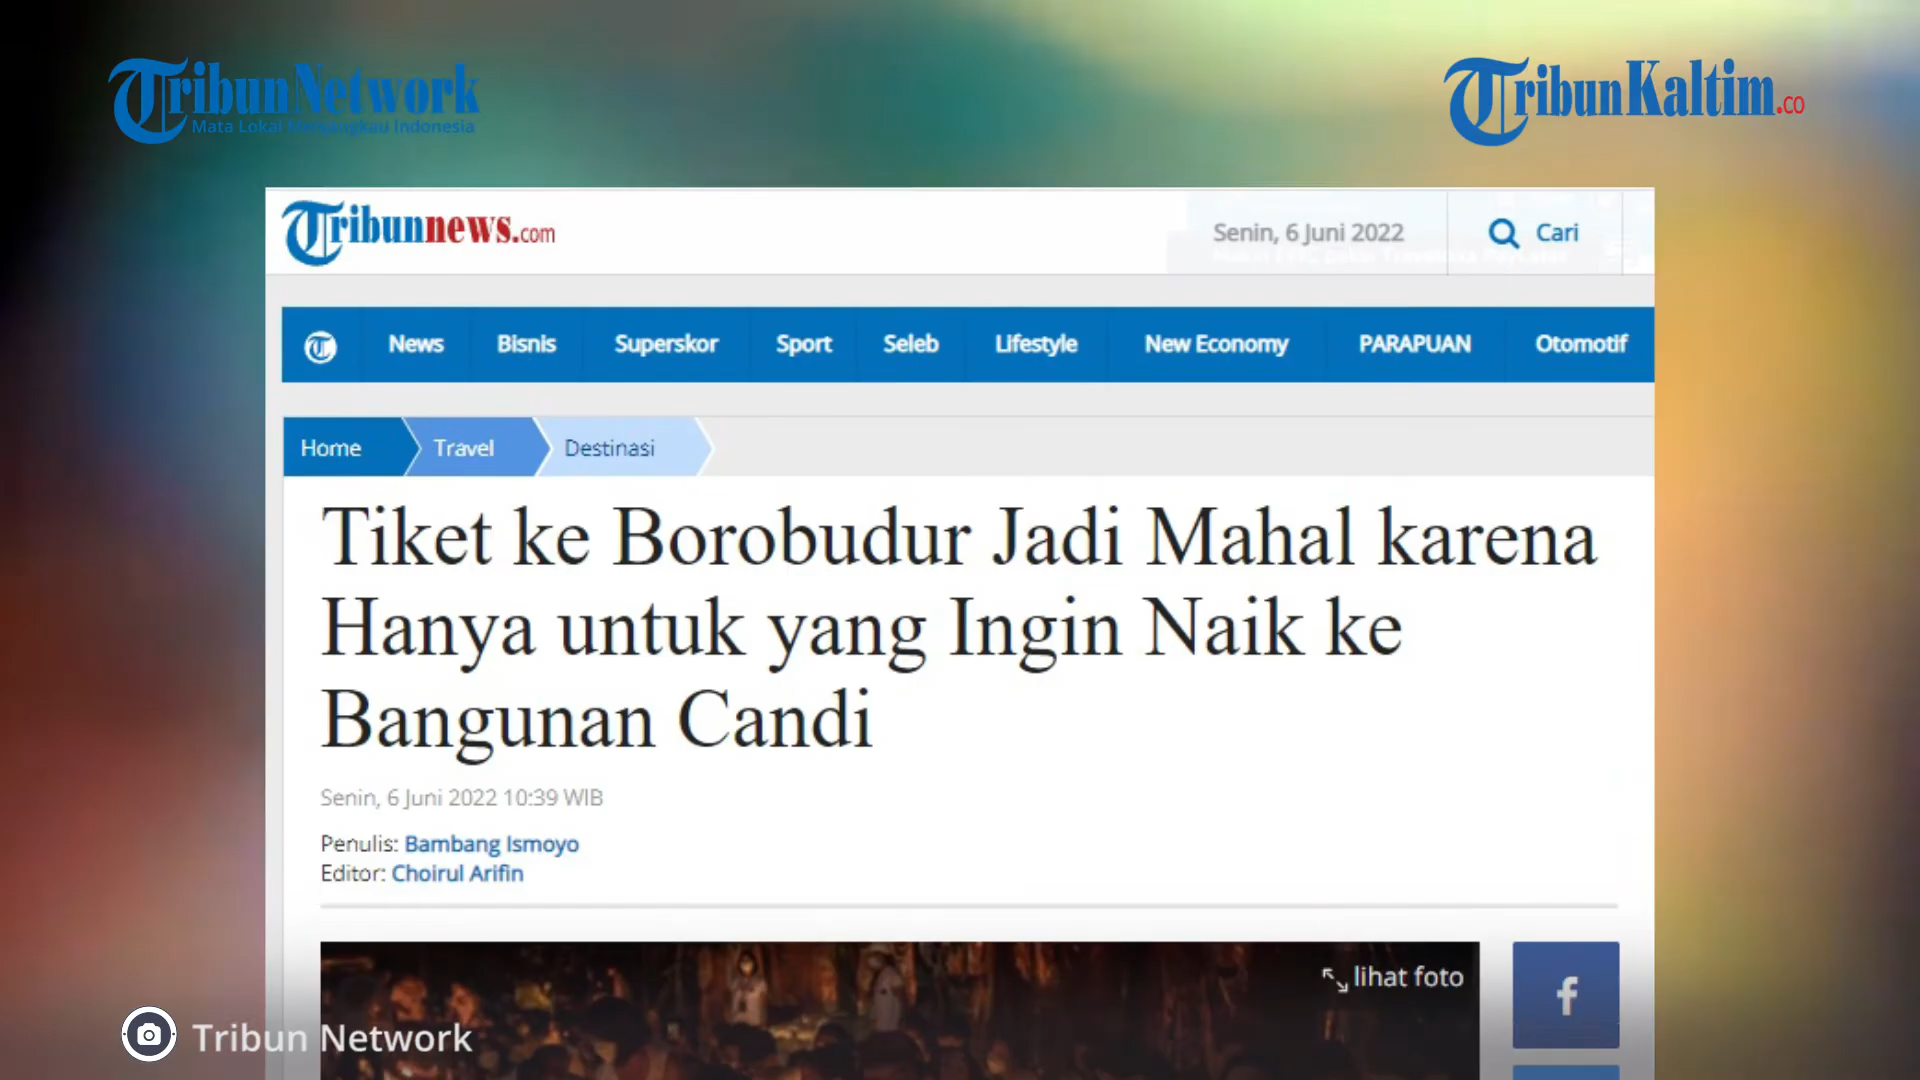 TribunNetwork
Mata Lokal Menjangkau Indonesia
TribunKaltim.co
Tribunnews.com
Senin, 6 Juni 2022
Cari
News Bisnis Superskor Sport Seleb Lifestyle New Economy PARAPUAN Otomotif
Home Travel Destinasi
Tiket ke Borobudur Jadi Mahal karena
Hanya untuk yang Ingin Naik ke
Bangunan Candi
Senin, 6 Juni 2022 10:39 WIB
Penulis: Bambang Ismoyo
Editor: Choirul Arifin
lihat foto
f
Tribun Network